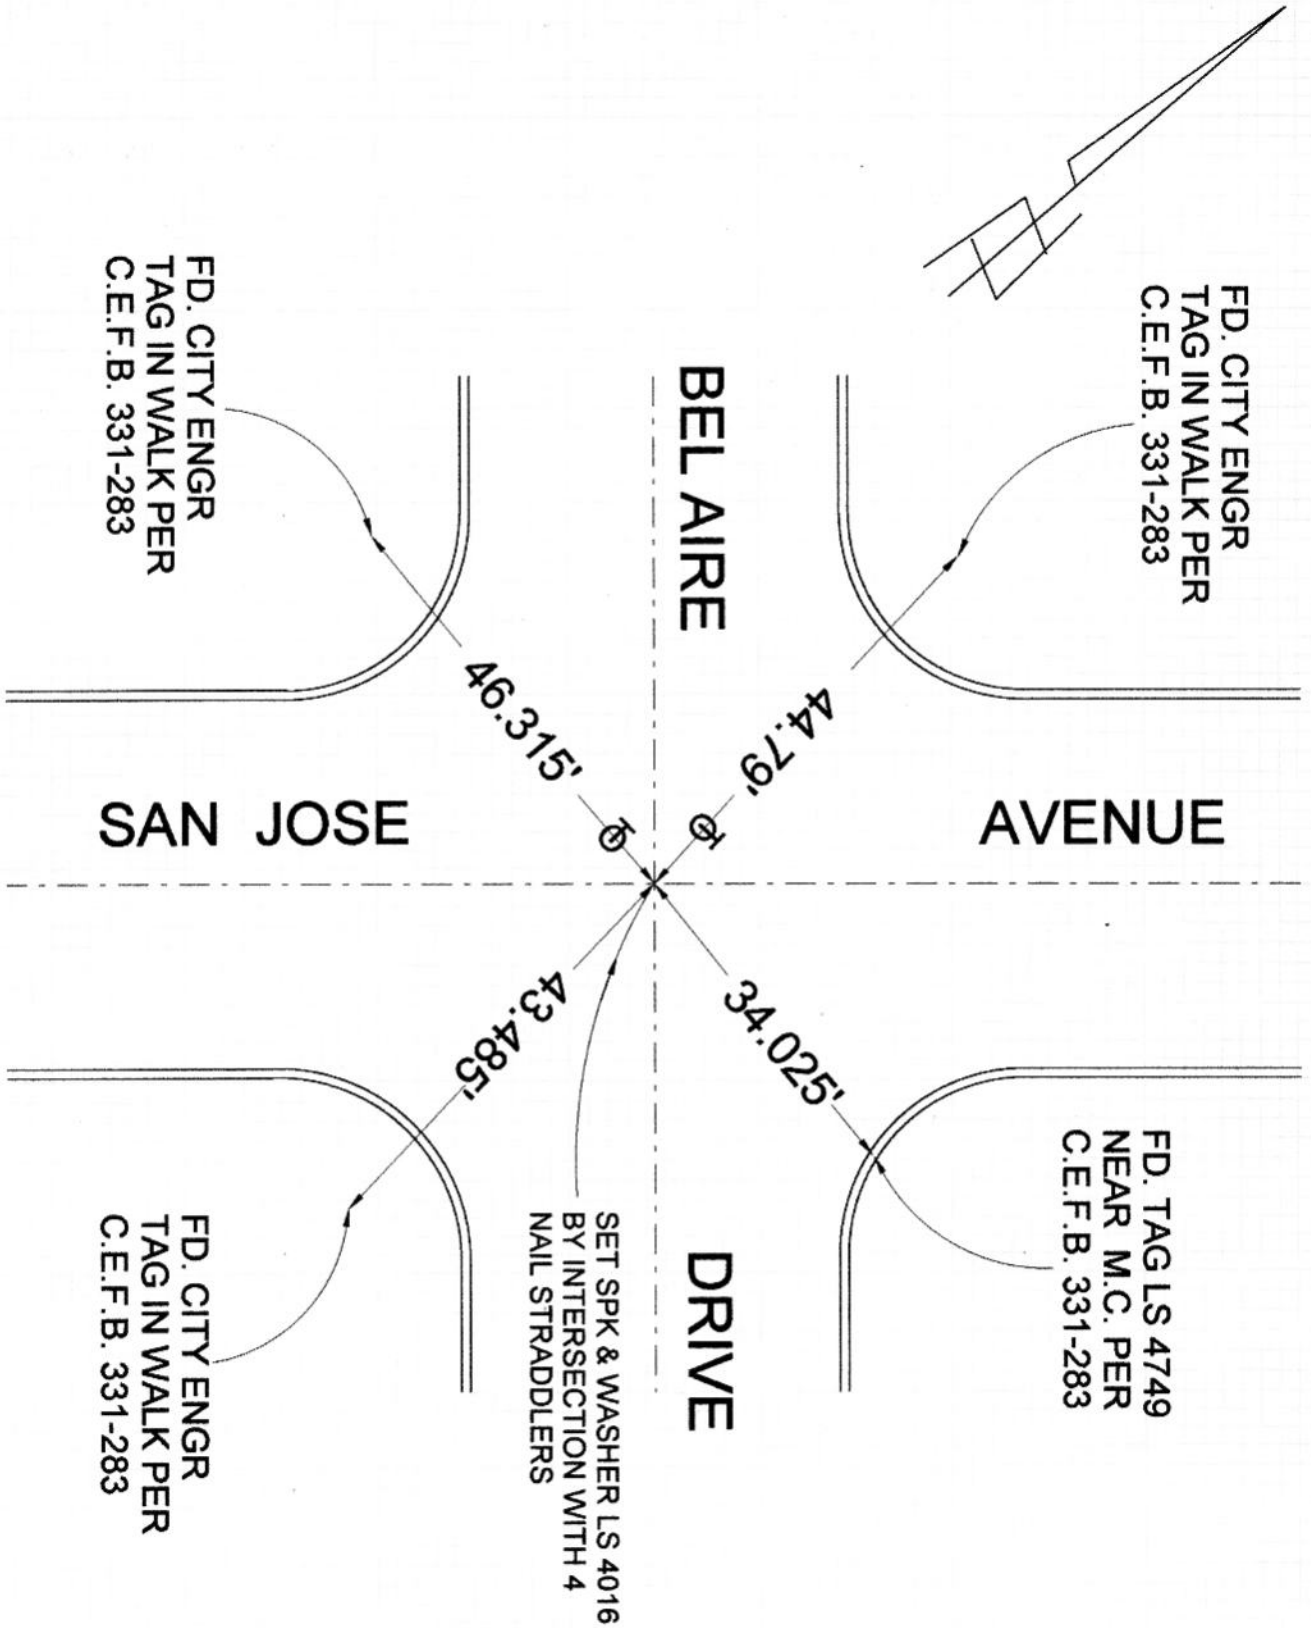 FD. CITY ENGR
TAG IN WALK PER
C.E.F.B. 331-283
FD. CITY ENGR
TAG IN WALK PER
C.E.F.B. 331-283
BEL AIRE
46.315'
44.79'
SAN JOSE
AVENUE
43.485'
34.025'
DRIVE
FD. TAG LS 4749
NEAR M.C. PER
C.E.F.B. 331-283
SET SPK & WASHER LS 4016
BY INTERSECTION WITH 4
NAIL STRADDLERS
FD. CITY ENGR
TAG IN WALK PER
C.E.F.B. 331-283